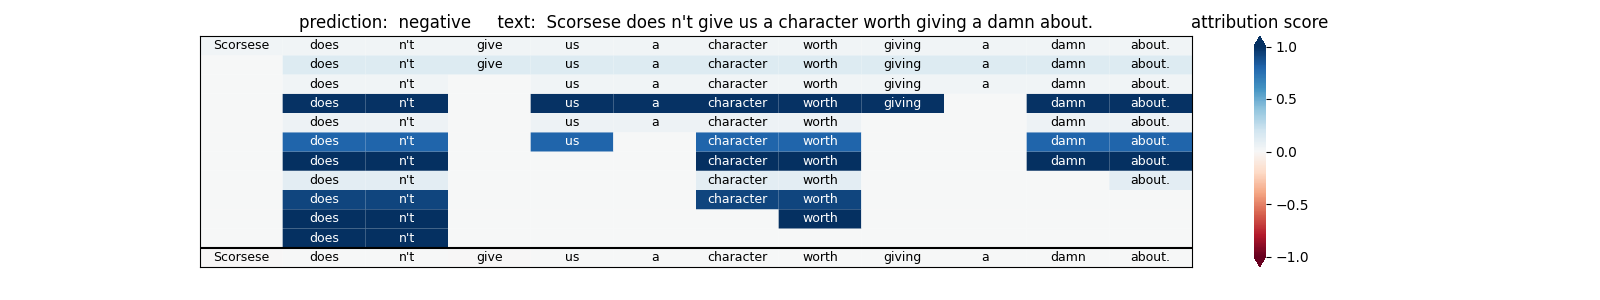 prediction: negative text: Scorsese does n't give us a character worth giving a damn about. attribution score
Scorsese does n't give us a character worth giving a damn about. 1.0
does n't give us a character worth giving a damn about.
does n't us a character worth giving a damn about.
does n't us a character worth giving damn about. 0.5
does n't us a character worth
does n't us character worth damn about. 0.0
does n't character worth damn about.
does n't character worth about.
does n't character worth −0.5
does n't worth
does n't
Scorsese does n't give us a character worth giving a damn about. −1.0